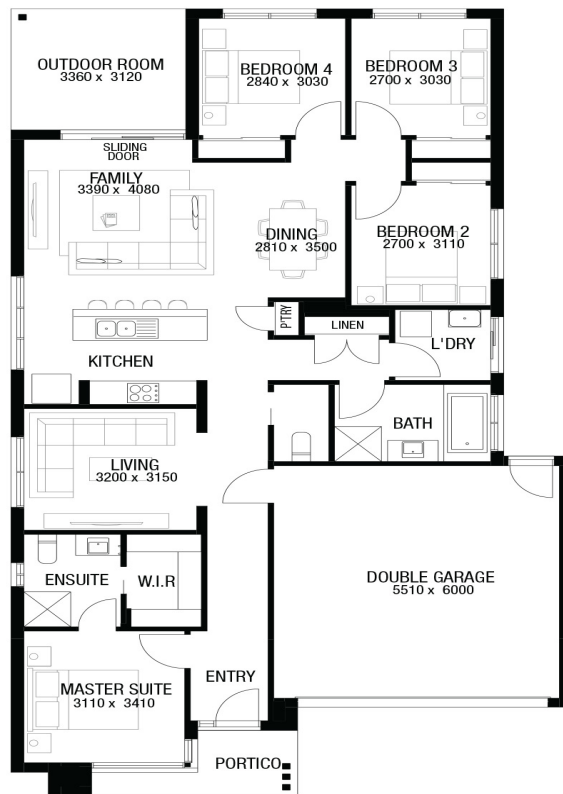 OUTDOOR ROOM
3360 x 3120
BEDROOM 4
2840 x 3030
BEDROOM 3
2700 x 3030
SLIDING
DOOR
FAMILY
3390 x 4080
DINING
2810 x 3500
BEDROOM 2
2700 x 3110
P'TRY
LINEN
L'DRY
KITCHEN
BATH
LIVING
3200 x 3150
ENSUITE
W.I.R
DOUBLE GARAGE
5510 x 6000
MASTER SUITE
3110 x 3410
ENTRY
PORTICO